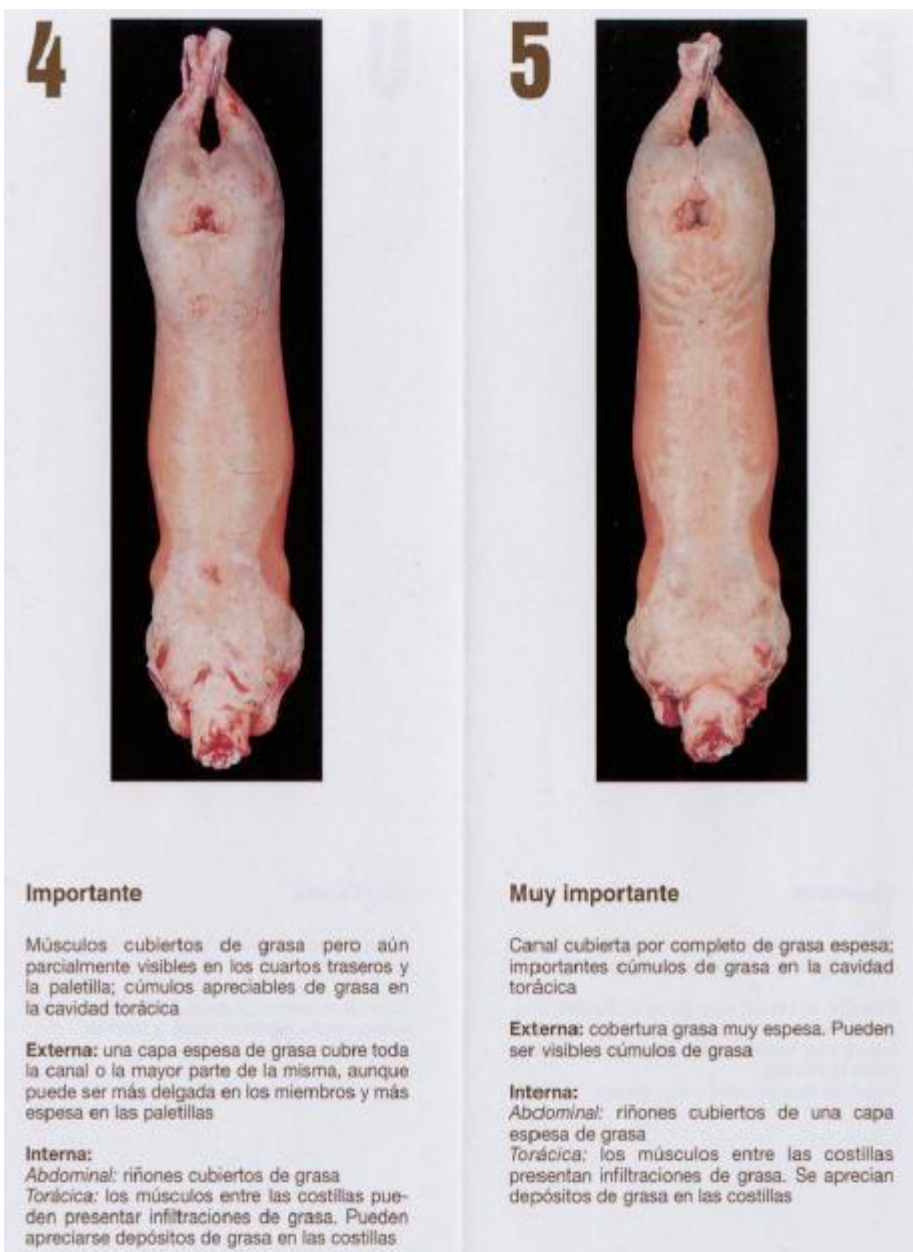 4
Importante
Músculos cubiertos de grasa pero aún
parcialmente visibles en los cuartos traseros y
la paletilla; cúmulos apreciables de grasa en
la cavidad torácica
Externa: una capa espesa de grasa cubre toda
la canal o la mayor parte de la misma, aunque
puede ser más delgada en los miembros y más
espesa en las paletillas
Interna:
Abdominal: riñones cubiertos de grasa
Torácica: los músculos entre las costillas pue-
den presentar infiltraciones de grasa. Pueden
apreciarse depósitos de grasa en las costillas
5
Muy importante
Canal cubierta por completo de grasa espesa;
importantes cúmulos de grasa en la cavidad
torácica
Externa: cobertura grasa muy espesa. Pueden
ser visibles cúmulos de grasa
Interna:
Abdominal: riñones cubiertos de una capa
espesa de grasa
Torácica: los músculos entre las costillas
presentan infiltraciones de grasa. Se aprecian
depósitos de grasa en las costillas